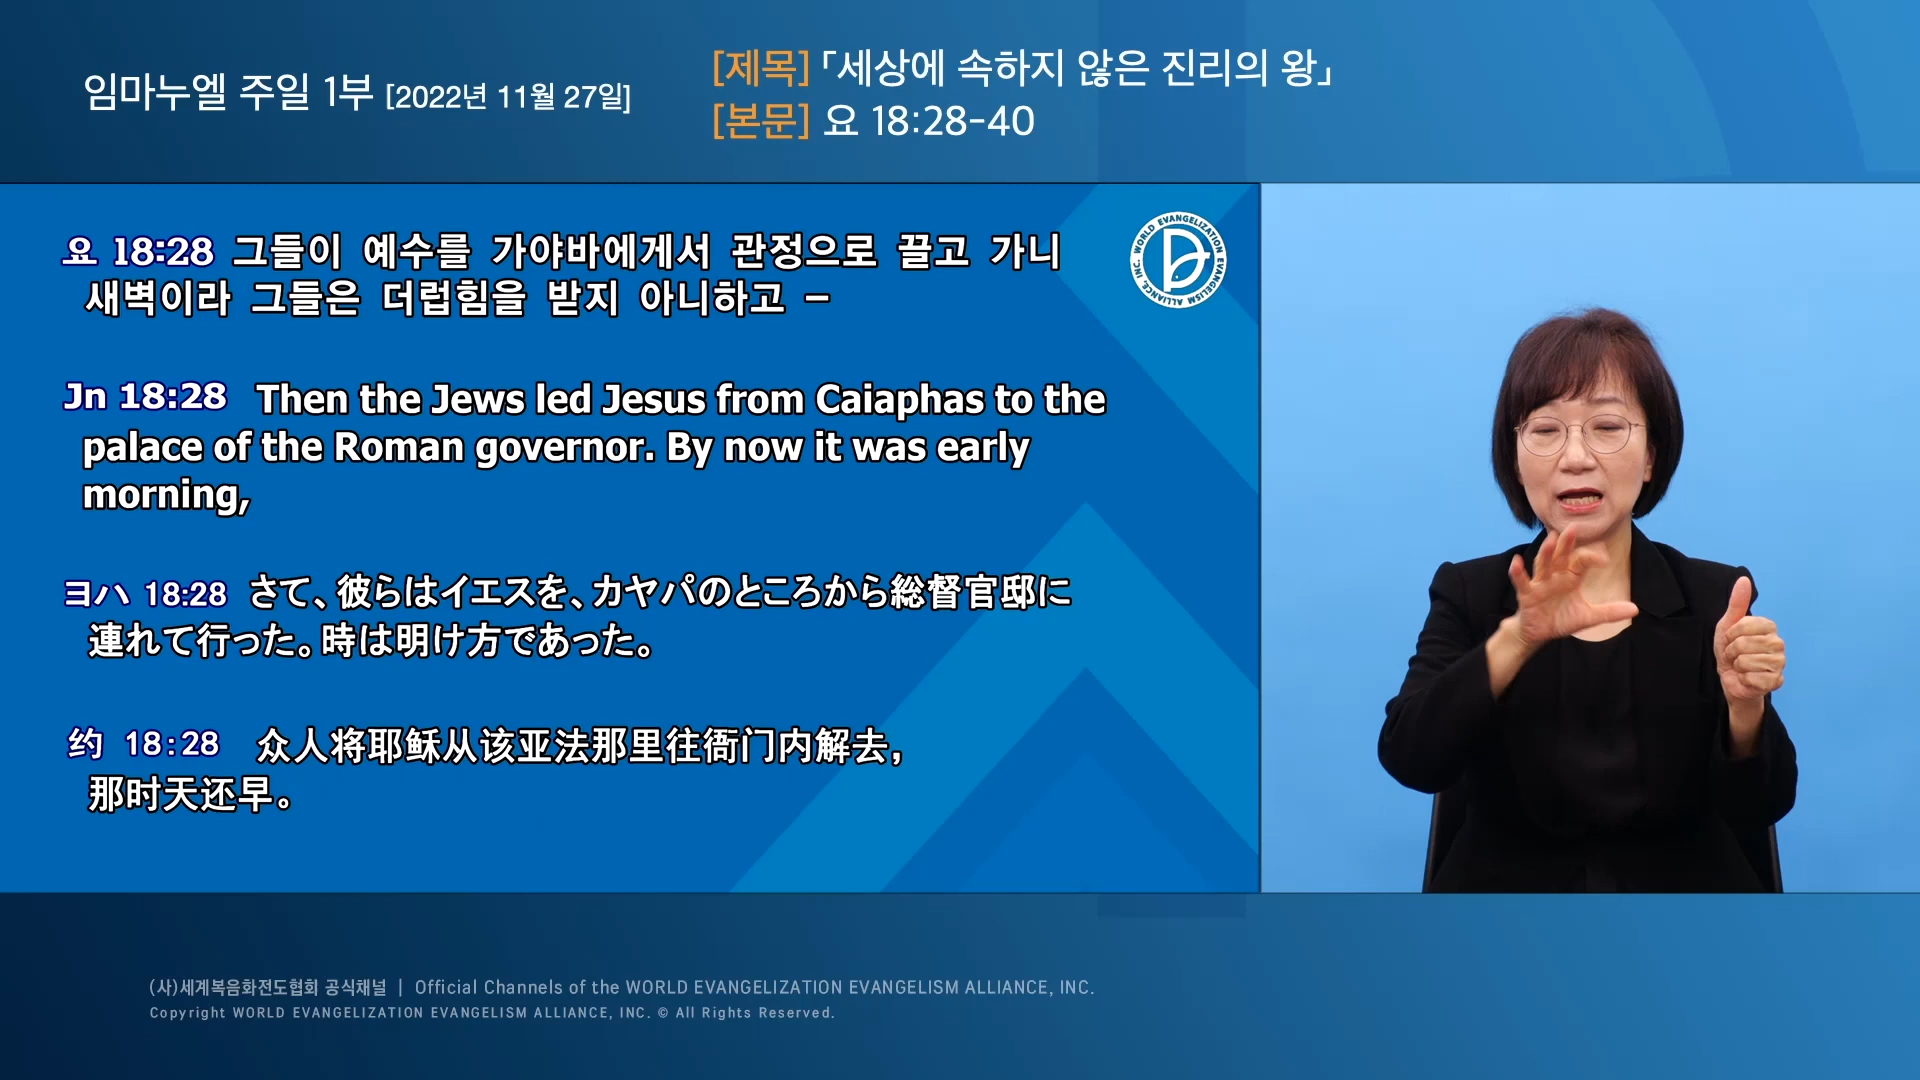 임마누엘 주일 1부 [2022년 11월 27일]
[제목] 「세상에 속하지 않은 진리의 왕」
[본문] 요 18:28-40
요 18:28 그들이 예수를 가야바에게서 관정으로 끌고 가니
새벽이라 그들은 더럽힘을 받지 아니하고 –
Jn 18:28 Then the Jews led Jesus from Caiaphas to the
palace of the Roman governor. By now it was early
morning,
ヨハ 18:28 さて、彼らはイエスを、カヤパのところから総督官邸に
連れて行った。時は明け方であった。
约 18:28 众人将耶稣从该亚法那里往衙门内解去,
那时天还早。
WORLD EVANGELIZATION EVANGELISM ALLIANCE, INC.
(사)세계복음화전도협회 공식채널 | Official Channels of the WORLD EVANGELIZATION EVANGELISM ALLIANCE, INC.
Copyright WORLD EVANGELIZATION EVANGELISM ALLIANCE, INC. © All Rights Reserved.